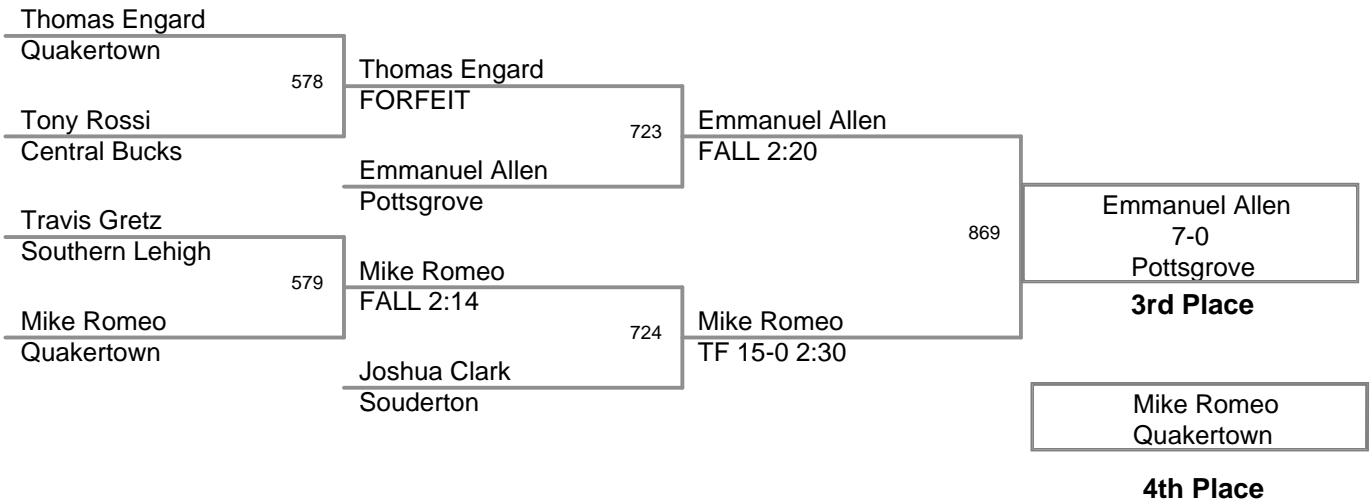 Thomas Engard
Quakertown
578
Tony Rossi
Central Bucks
Travis Gretz
Southern Lehigh
579
Mike Romeo
Quakertown
Thomas Engard
FORFEIT
723
Emmanuel Allen
Pottsgrove
Mike Romeo
FALL 2:14
724
Joshua Clark
Souderton
Emmanuel Allen
FALL 2:20
869
Mike Romeo
TF 15-0 2:30
Emmanuel Allen
7-0
Pottsgrove
3rd Place
Mike Romeo
Quakertown
4th Place